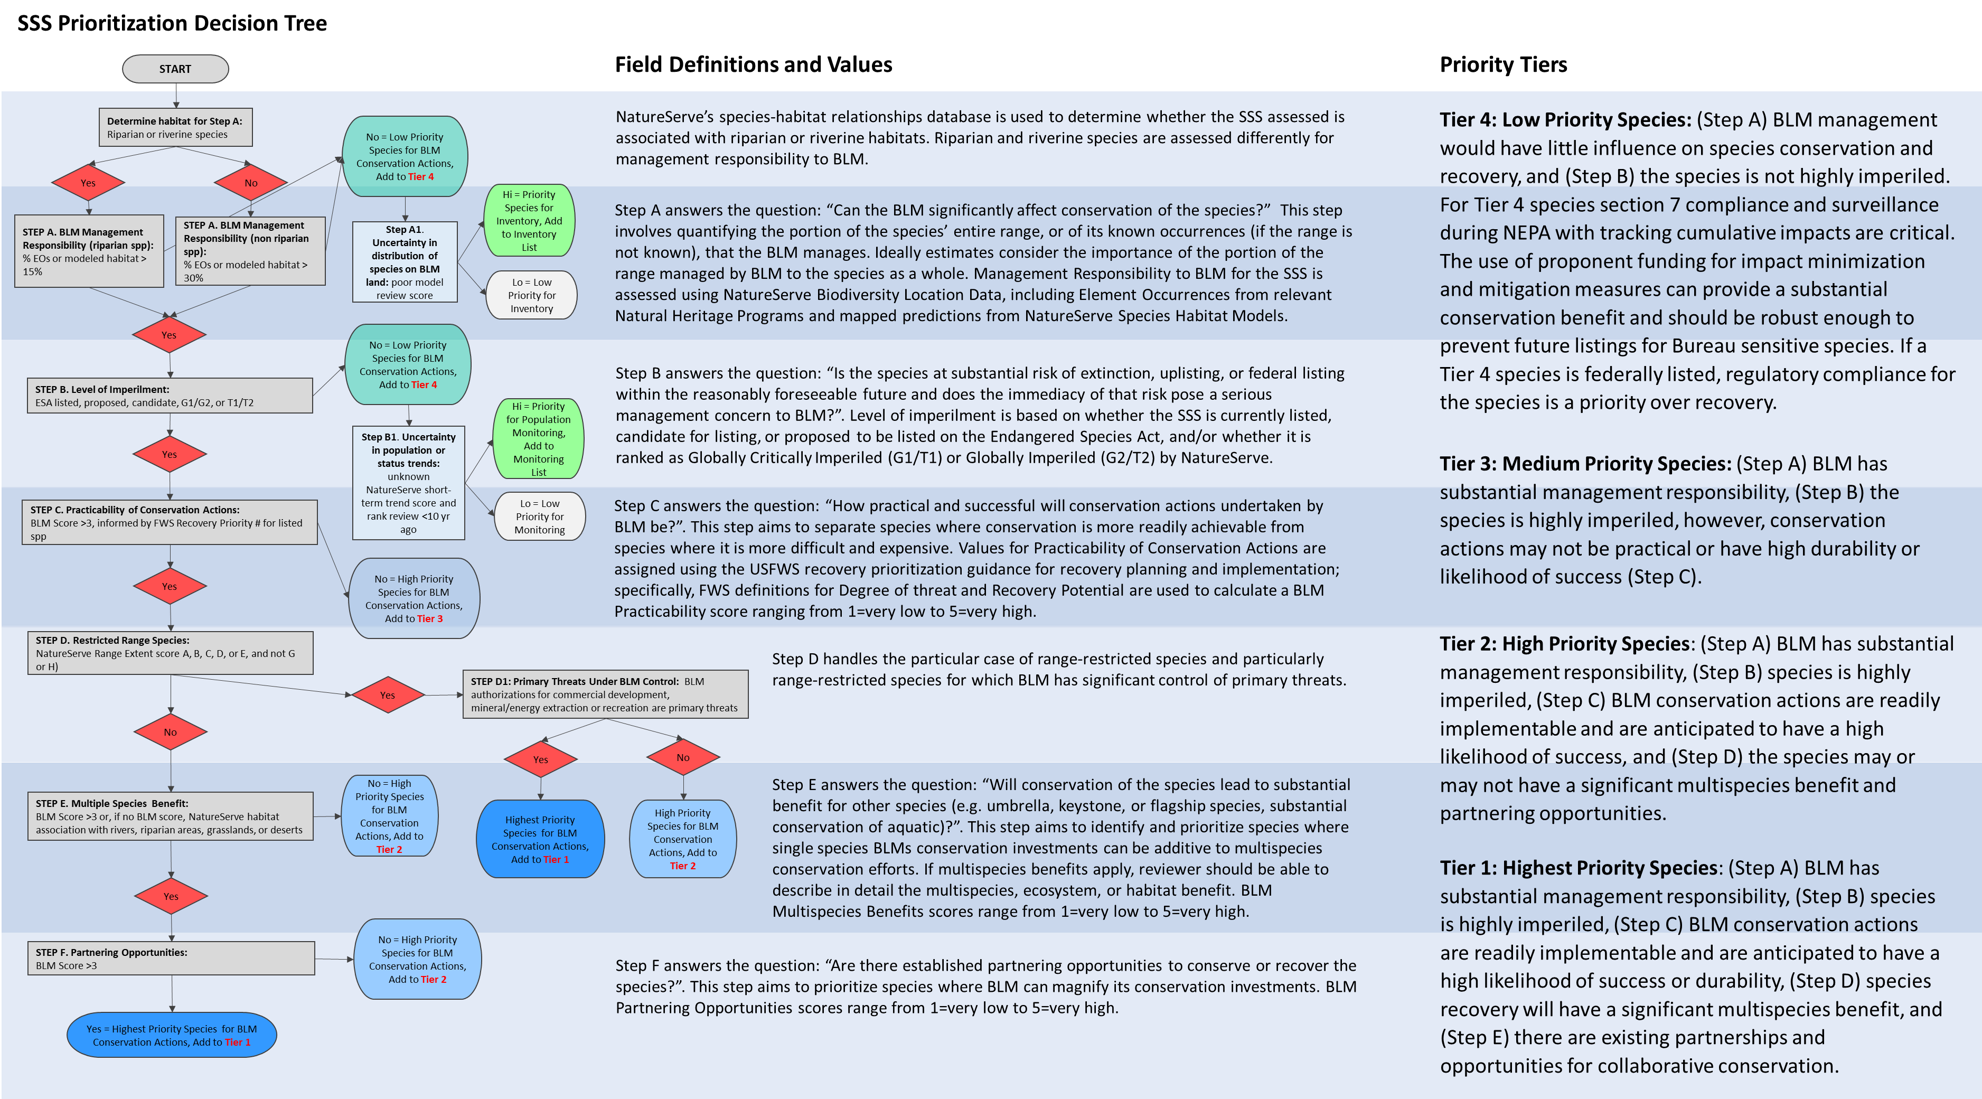 SSS Prioritization Decision Tree
START
Determine habitat for Step A:
Riparian or riverine species
Yes
No
STEP A. BLM Management
Responsibility (riparian spp):
% EOs or modeled habitat >
15%
STEP A. BLM Management
Responsibility (non riparian
spp):
% EOs or modeled habitat >
30%
No = Low Priority
Species for BLM
Conservation Actions,
Add to Tier 4
Step A1.
Uncertainty in
distribution of
species on BLM
land: poor model
review score
Hi = Priority
Species for
Inventory, Add
to Inventory
List
Lo = Low
Priority for
Inventory
Yes
STEP B. Level of Imperilment:
ESA listed, proposed, candidate, G1/G2, or T1/T2
No = Low Priority
Species for BLM
Conservation Actions,
Add to Tier 4
Step B1. Uncertainty
in population or
status trends:
unknown
NatureServe short-
term trend score and
rank review <10 yr
ago
Hi = Priority
for Population
Monitoring,
Add to
Monitoring
List
Lo = Low
Priority for
Monitoring
Yes
STEP C. Practicability of Conservation Actions:
BLM Score >3, informed by FWS Recovery Priority # for listed
spp
No = High Priority
Species for BLM
Conservation Actions,
Add to Tier 3
Yes
STEP D. Restricted Range Species:
NatureServe Range Extent score A, B, C, D, or E, and not G
or H)
Yes
STEP D1: Primary Threats Under BLM Control: BLM
authorizations for commercial development,
mineral/energy extraction or recreation are primary threats
No
Yes
No
Highest Priority
Species for BLM
Conservation Actions,
Add to Tier 1
High Priority
Species for BLM
Conservation
Actions, Add to
Tier 2
STEP E. Multiple Species Benefit:
BLM Score >3 or, if no BLM score, NatureServe habitat
association with rivers, riparian areas, grasslands, or deserts
No = High
Priority Species
for BLM
Conservation
Actions, Add to
Tier 2
Yes
STEP F. Partnering Opportunities:
BLM Score >3
No = High Priority
Species for BLM
Conservation Actions,
Add to Tier 2
Yes = Highest Priority Species for BLM
Conservation Actions, Add to Tier 1
Field Definitions and Values
NatureServe's species-habitat relationships database is used to determine whether the SSS assessed is
associated with riparian or riverine habitats. Riparian and riverine species are assessed differently for
management responsibility to BLM.
Step A answers the question: “Can the BLM significantly affect conservation of the species?” This step
involves quantifying the portion of the species' entire range, or of its known occurrences (if the range is
not known), that the BLM manages. Ideally estimates consider the importance of the portion of the
range managed by BLM to the species as a whole. Management Responsibility to BLM for the SSS is
assessed using NatureServe Biodiversity Location Data, including Element Occurrences from relevant
Natural Heritage Programs and mapped predictions from NatureServe Species Habitat Models.
Step B answers the question: “Is the species at substantial risk of extinction, uplisting, or federal listing
within the reasonably foreseeable future and does the immediacy of that risk pose a serious
management concern to BLM?”. Level of imperilment is based on whether the SSS is currently listed,
candidate for listing, or proposed to be listed on the Endangered Species Act, and/or whether it is
ranked as Globally Critically Imperiled (G1/T1) or Globally Imperiled (G2/T2) by NatureServe.
Step C answers the question: “How practical and successful will conservation actions undertaken by
BLM be?”. This step aims to separate species where conservation is more readily achievable from
species where it is more difficult and expensive. Values for Practicability of Conservation Actions are
assigned using the USFWS recovery prioritization guidance for recovery planning and implementation;
specifically, FWS definitions for Degree of threat and Recovery Potential are used to calculate a BLM
Practicability score ranging from 1=very low to 5=very high.
Step D handles the particular case of range-restricted species and particularly
range-restricted species for which BLM has significant control of primary threats.
Step E answers the question: “Will conservation of the species lead to substantial
benefit for other species (e.g. umbrella, keystone, or flagship species, substantial
conservation of aquatic)?”. This step aims to identify and prioritize species where
single species BLMs conservation investments can be additive to multispecies
conservation efforts. If multispecies benefits apply, reviewer should be able to
describe in detail the multispecies, ecosystem, or habitat benefit. BLM
Multispecies Benefits scores range from 1=very low to 5=very high.
Step F answers the question: “Are there established partnering opportunities to conserve or recover the
species?”. This step aims to prioritize species where BLM can magnify its conservation investments. BLM
Partnering Opportunities scores range from 1=very low to 5=very high.
Priority Tiers
Tier 4: Low Priority Species: (Step A) BLM management
would have little influence on species conservation and
recovery, and (Step B) the species is not highly imperiled.
For Tier 4 species section 7 compliance and surveillance
during NEPA with tracking cumulative impacts are critical.
The use of proponent funding for impact minimization
and mitigation measures can provide a substantial
conservation benefit and should be robust enough to
prevent future listings for Bureau sensitive species. If a
Tier 4 species is federally listed, regulatory compliance for
the species is a priority over recovery.
Tier 3: Medium Priority Species: (Step A) BLM has
substantial management responsibility, (Step B) the
species is highly imperiled, however, conservation
actions may not be practical or have high durability or
likelihood of success (Step C).
Tier 2: High Priority Species: (Step A) BLM has substantial
management responsibility, (Step B) species is highly
imperiled, (Step C) BLM conservation actions are readily
implementable and are anticipated to have a high
likelihood of success, and (Step D) the species may or
may not have a significant multispecies benefit and
partnering opportunities.
Tier 1: Highest Priority Species: (Step A) BLM has
substantial management responsibility, (Step B) species
is highly imperiled, (Step C) BLM conservation actions
are readily implementable and are anticipated to have a
high likelihood of success or durability, (Step D) species
recovery will have a significant multispecies benefit, and
(Step E) there are existing partnerships and
opportunities for collaborative conservation.